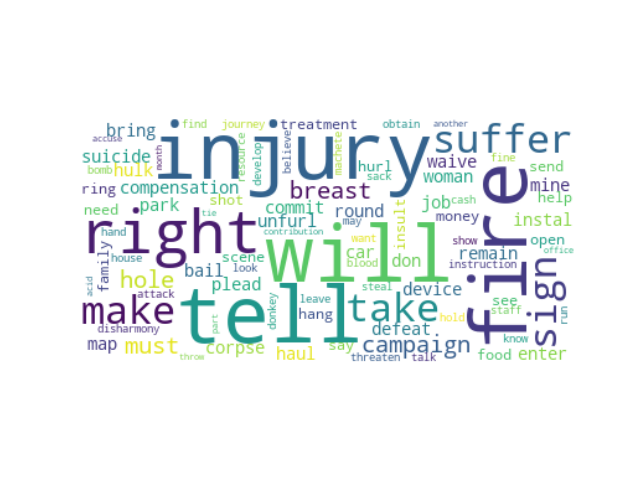 find journey treatment obtain another
bring injury suffer
accuse
suicide month resource develop believe machete hurl waive fine
bomb hulk sack woman send
ring compensation breast job cash mine help
need park shot commit round insult money instal
hand tie unfurl may want show open
right contribution will fire
house scene car don remain instruction office
family hole bail look blood device sign
acid attack plead steal see staff run
make tell take
part donkey leave hang hold defeat know
disharmony
map must corpse haul say campaign food enter
throw threaten talk